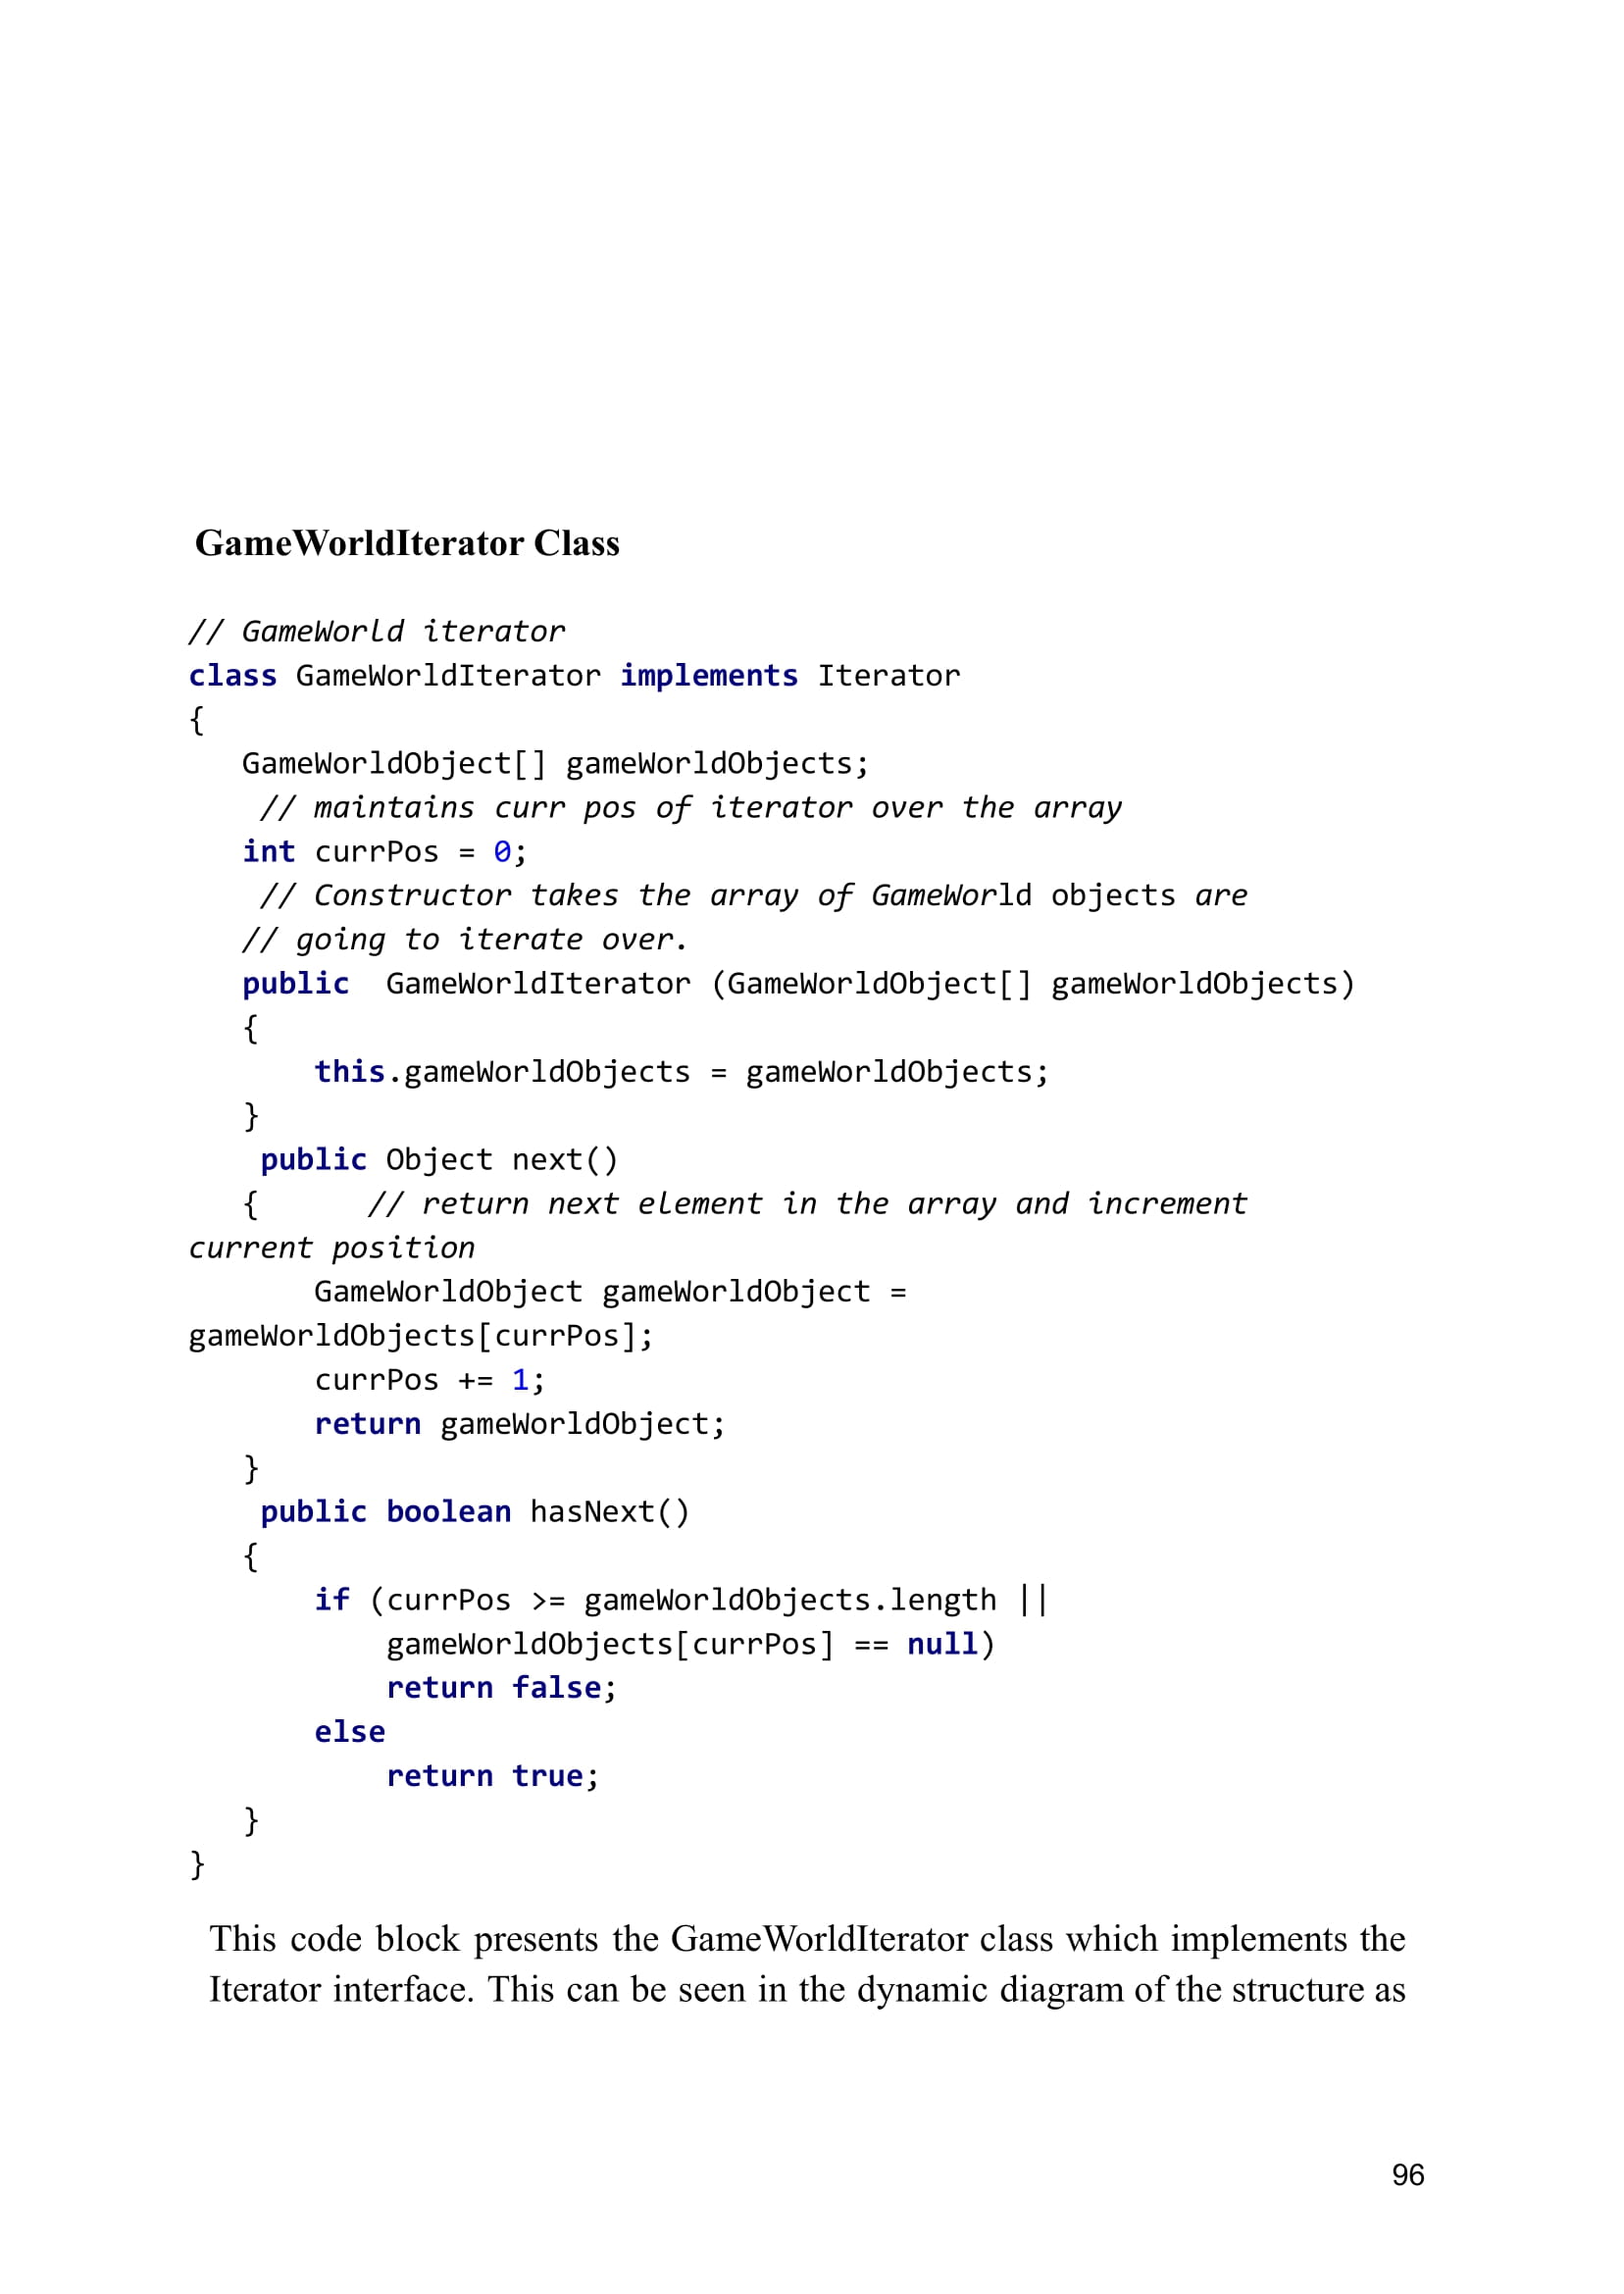 GameWorldIterator Class
// GameWorld iterator
class GameWorldIterator implements Iterator
{
   GameWorldObject[] gameWorldObjects;
    // maintains curr pos of iterator over the array
   int currPos = 0;
    // Constructor takes the array of GameWorld objects are
   // going to iterate over.
   public  GameWorldIterator (GameWorldObject[] gameWorldObjects)
   {
       this.gameWorldObjects = gameWorldObjects;
   }
    public Object next()
   {      // return next element in the array and increment
current position
       GameWorldObject gameWorldObject =
gameWorldObjects[currPos];
       currPos += 1;
       return gameWorldObject;
   }
    public boolean hasNext()
   {
       if (currPos >= gameWorldObjects.length ||
           gameWorldObjects[currPos] == null)
           return false;
       else
           return true;
   }
}
This code block presents the GameWorldIterator class which implements the
Iterator interface. This can be seen in the dynamic diagram of the structure as
96